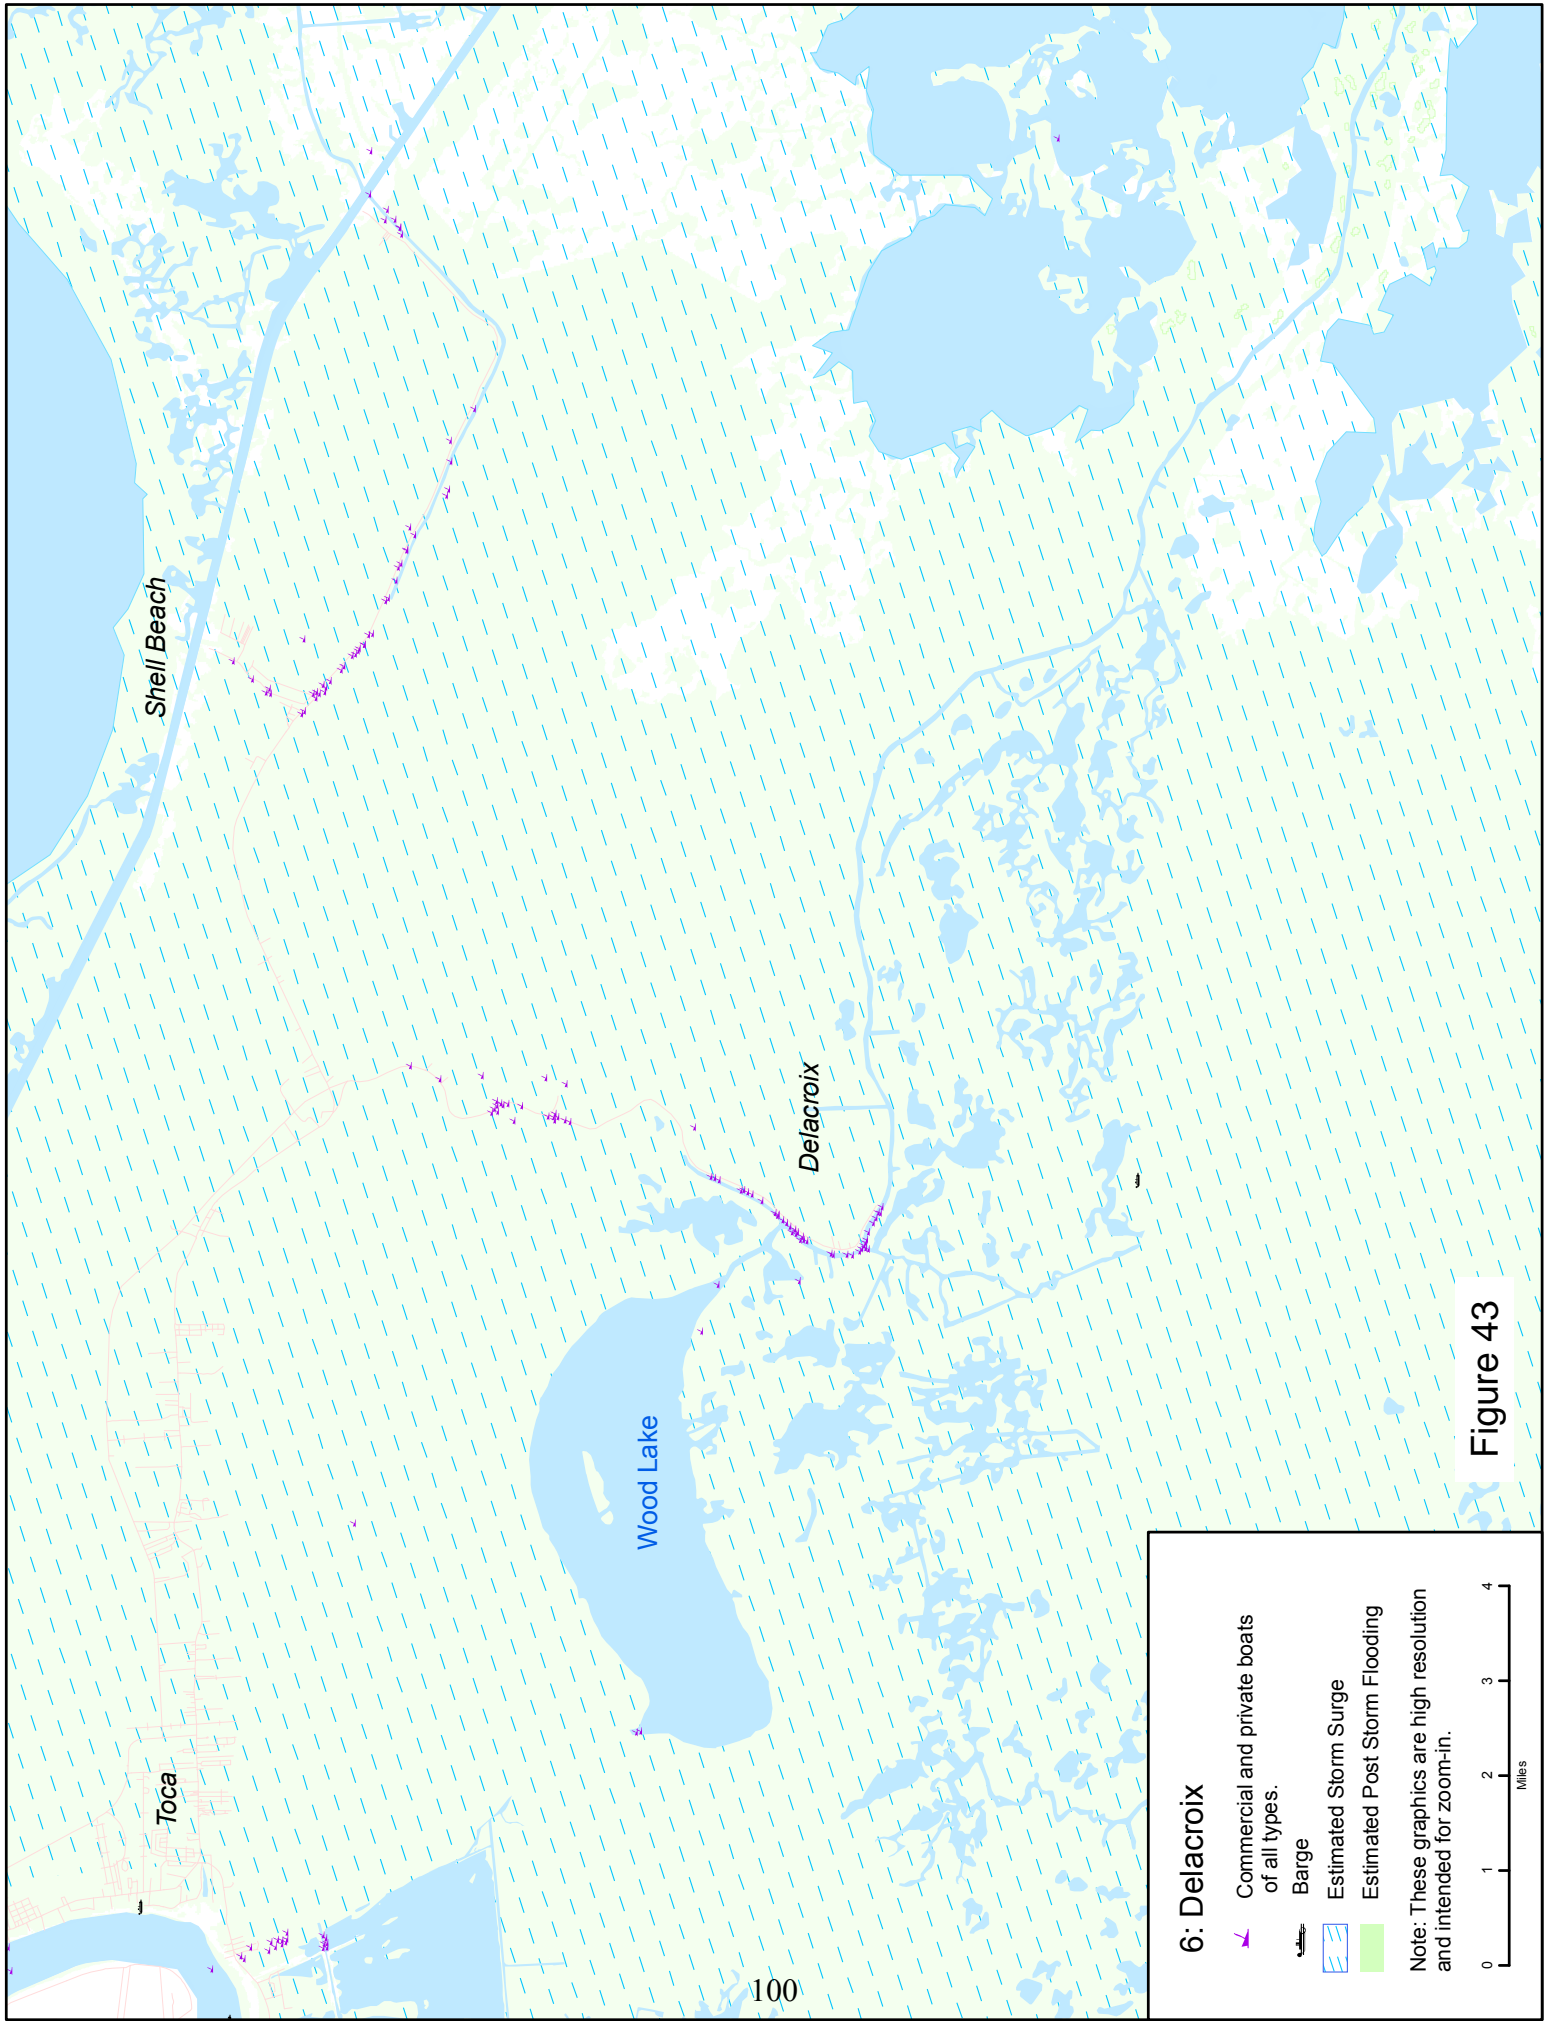 Shell Beach
Toca
Wood Lake
Delacroix
6: Delacroix
Commercial and private boats
of all types.
Barge
Estimated Storm Surge
Estimated Post Storm Flooding
Note: These graphics are high resolution
and intended for zoom-in.
0 1 2 3 4
Miles
Figure 43
100